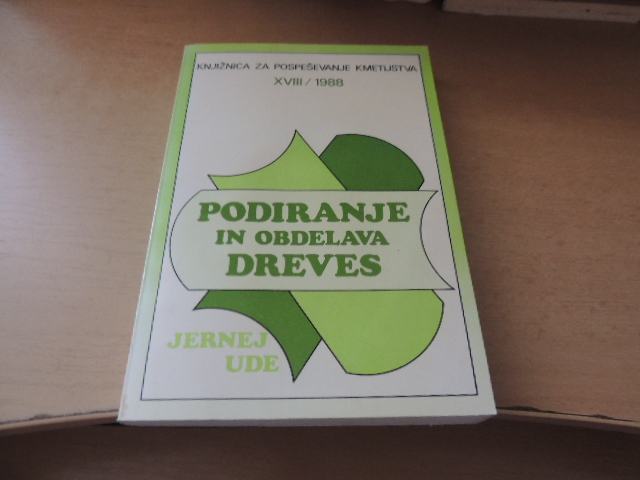 KNJIŽNICA ZA POSPEŠEVANJE KMETIJSTVA
XVIII / 1988
PODIRANJE
IN OBDELAVA
DREVES
JERNEJ
UDE